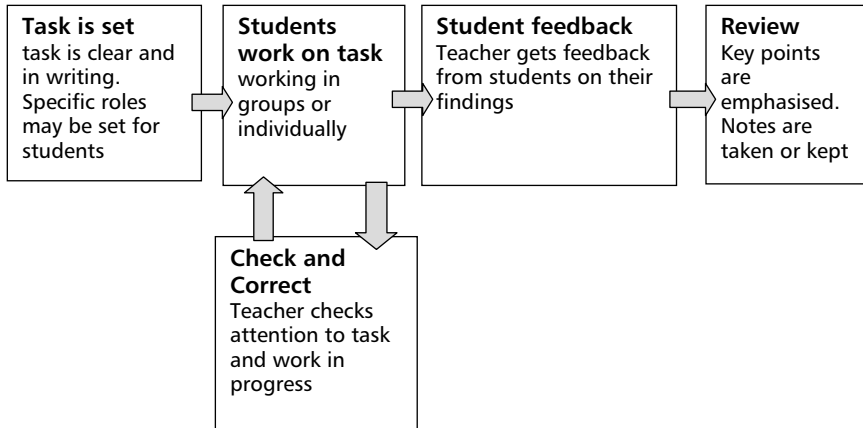 Task is set
task is clear and
in writing.
Specific roles
may be set for
students
Students
work on task
working in
groups or
individually
Student feedback
Teacher gets feedback
from students on their
findings
Review
Key points
are
emphasised.
Notes are
taken or kept
Check and
Correct
Teacher checks
attention to task
and work in
progress